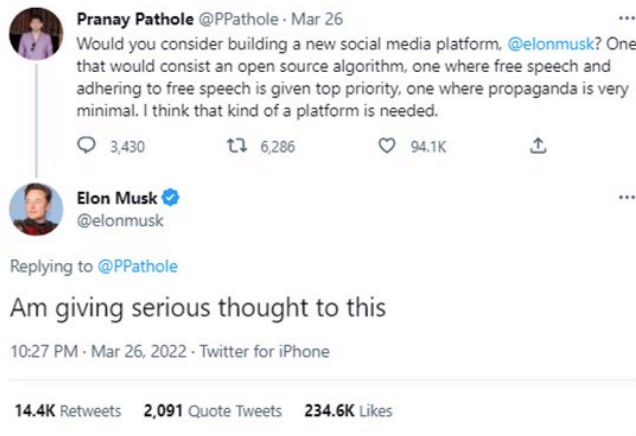 Pranay Pathole @PPathole · Mar 26
Would you consider building a new social media platform, @elonmusk? One
that would consist an open source algorithm, one where free speech and
adhering to free speech is given top priority, one where propaganda is very
minimal. I think that kind of a platform is needed.
3,430 6,286 94.1K
Elon Musk
@elonmusk
Replying to @PPathole
Am giving serious thought to this
10:27 PM · Mar 26, 2022 · Twitter for iPhone
14.4K Retweets 2,091 Quote Tweets 234.6K Likes